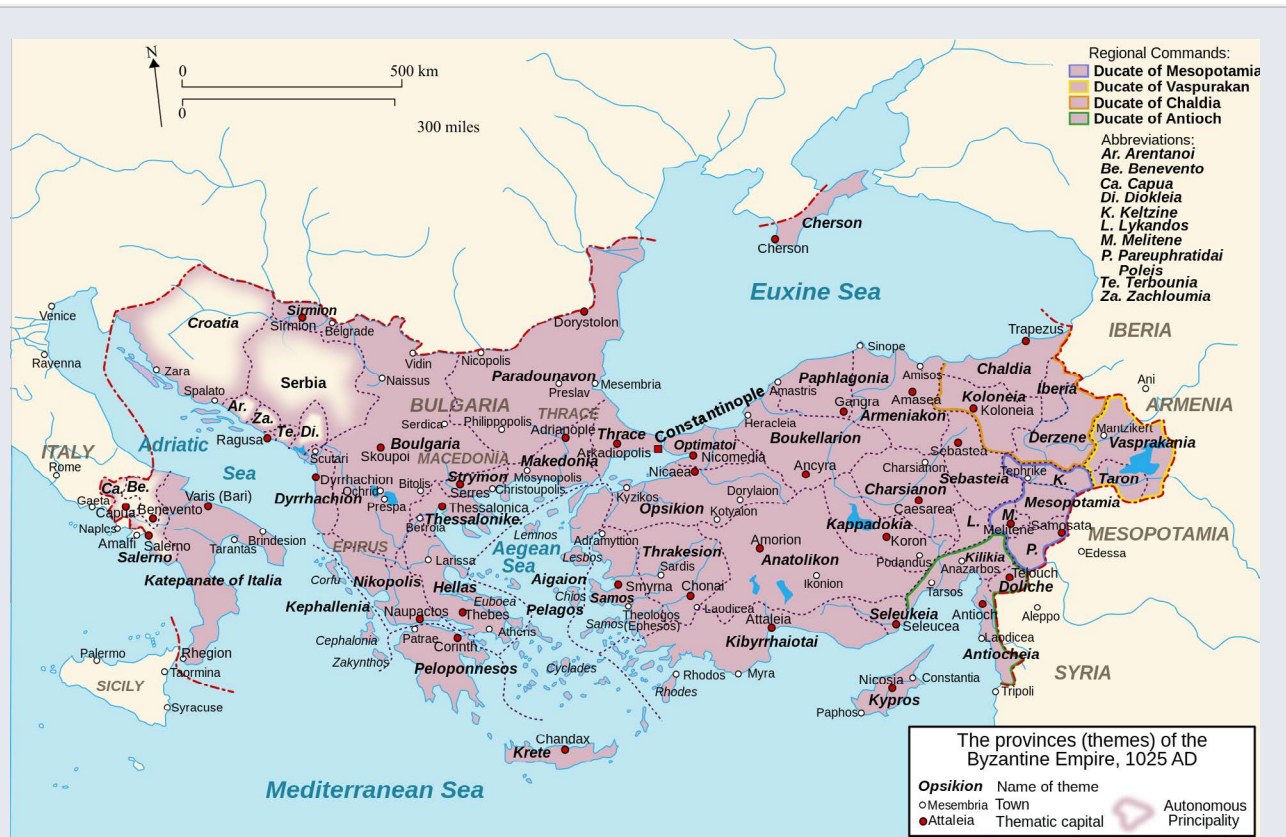 N
0 500 km
0
300 miles
Regional Commands:
Ducate of Mesopotamia
Ducate of Vaspurakan
Ducate of Chaldia
Ducate of Antioch
Abbreviations:
Ar. Arentanoi
Be. Benevento
Ca. Capua
Di. Diokleia
K. Keltzine
L. Lykandos
M. Melitene
P. Pareuphratidai
Poleis
Te. Terbounia
Za. Zachloumia
Cherson
Cherson
Euxine Sea
IBERIA
Venice
Ravenna
Croatia
Sirmion
Sirmion
Belgrade
Dorystolon
Trapezus
Zara
Vidin
Nicopolis
Sinope
Chaldia
Ani
Serbia
Naissus
Paradounavon
Preslav
Mesembria
Amastris
Paphlagonia
Amisos
Iberia
Spalato
Ar.
Za.
Te.
Di.
BULGARIA
THRACE
Constantinople
Gangra
Amasea
Koloneia
Koloneia
ARMENIA
Adriatic
Sea
Ragusa
Serdica
Philippopolis
Adrianople
Thrace
Heracleia
Armeniakon
Mantzikert
Vasprakania
ITALY
Rome
Scutari
Skoupoi
Boulgaria
MACEDONIA
Makedonia
Arkadiopolis
Optimatoi
Nicomedia
Boukellarion
Sebastea
Derzene
Ca.
Be.
Gaeta
Capua
Benevento
Varis (Bari)
Dyrrhachion
Dyrrhachion
Ochrid
Prespa
Bitolis
Strymon
Serres
Mosynopolis
Christoupolis
Nicaea
Ancyra
Charsianon
Sebasteia
Tephrike
K.
Taron
Naples
Amalfi
Salerno
Salerno
Tarantas
Brindesion
Thessalonica
Thessalonike
Beroia
Kyzikos
Dorylaion
Kotyaion
Opsikion
Charsianon
Caesarea
Mesopotamia
Kappadokia
Koron
L.
M.
Melitene
Samosata
MESOPOTAMIA
Edessa
EPIRUS
Larissa
Aegean
Sea
Lemnos
Lesbos
Adramyttion
Thrakesion
Sardis
Amorion
Anatolikon
Podandus
Kilikia
Anazarbos
P.
Katepanate of Italia
Corfu
Nikopolis
Hellas
Aigaion
Pelagos
Chios
Samos
Smyrna
Chonai
Ikonion
Tarsos
Telouch
Doliche
Kephallenia
Naupactos
Euboea
Thebes
Theologos
(Ephesos)
Samos
Laodicea
Attaleia
Seleukeia
Seleucea
Antioch
Aleppo
Cephalonia
Patrae
Corinth
Athens
Kibyrrhaiotai
Laodicea
Antiocheia
Palermo
Rhegion
Taormina
SICILY
Syracuse
Zakynthos
Peloponnesos
Cyclades
Rhodos
Rhodes
Myra
Nicosia
Constantia
Kypros
Paphos
Tripoli
SYRIA
Chandax
Krete
Mediterranean Sea
The provinces (themes) of the
Byzantine Empire, 1025 AD
Opsikion Name of theme
Mesembria Town
Attaleia Thematic capital
Autonomous
Principality